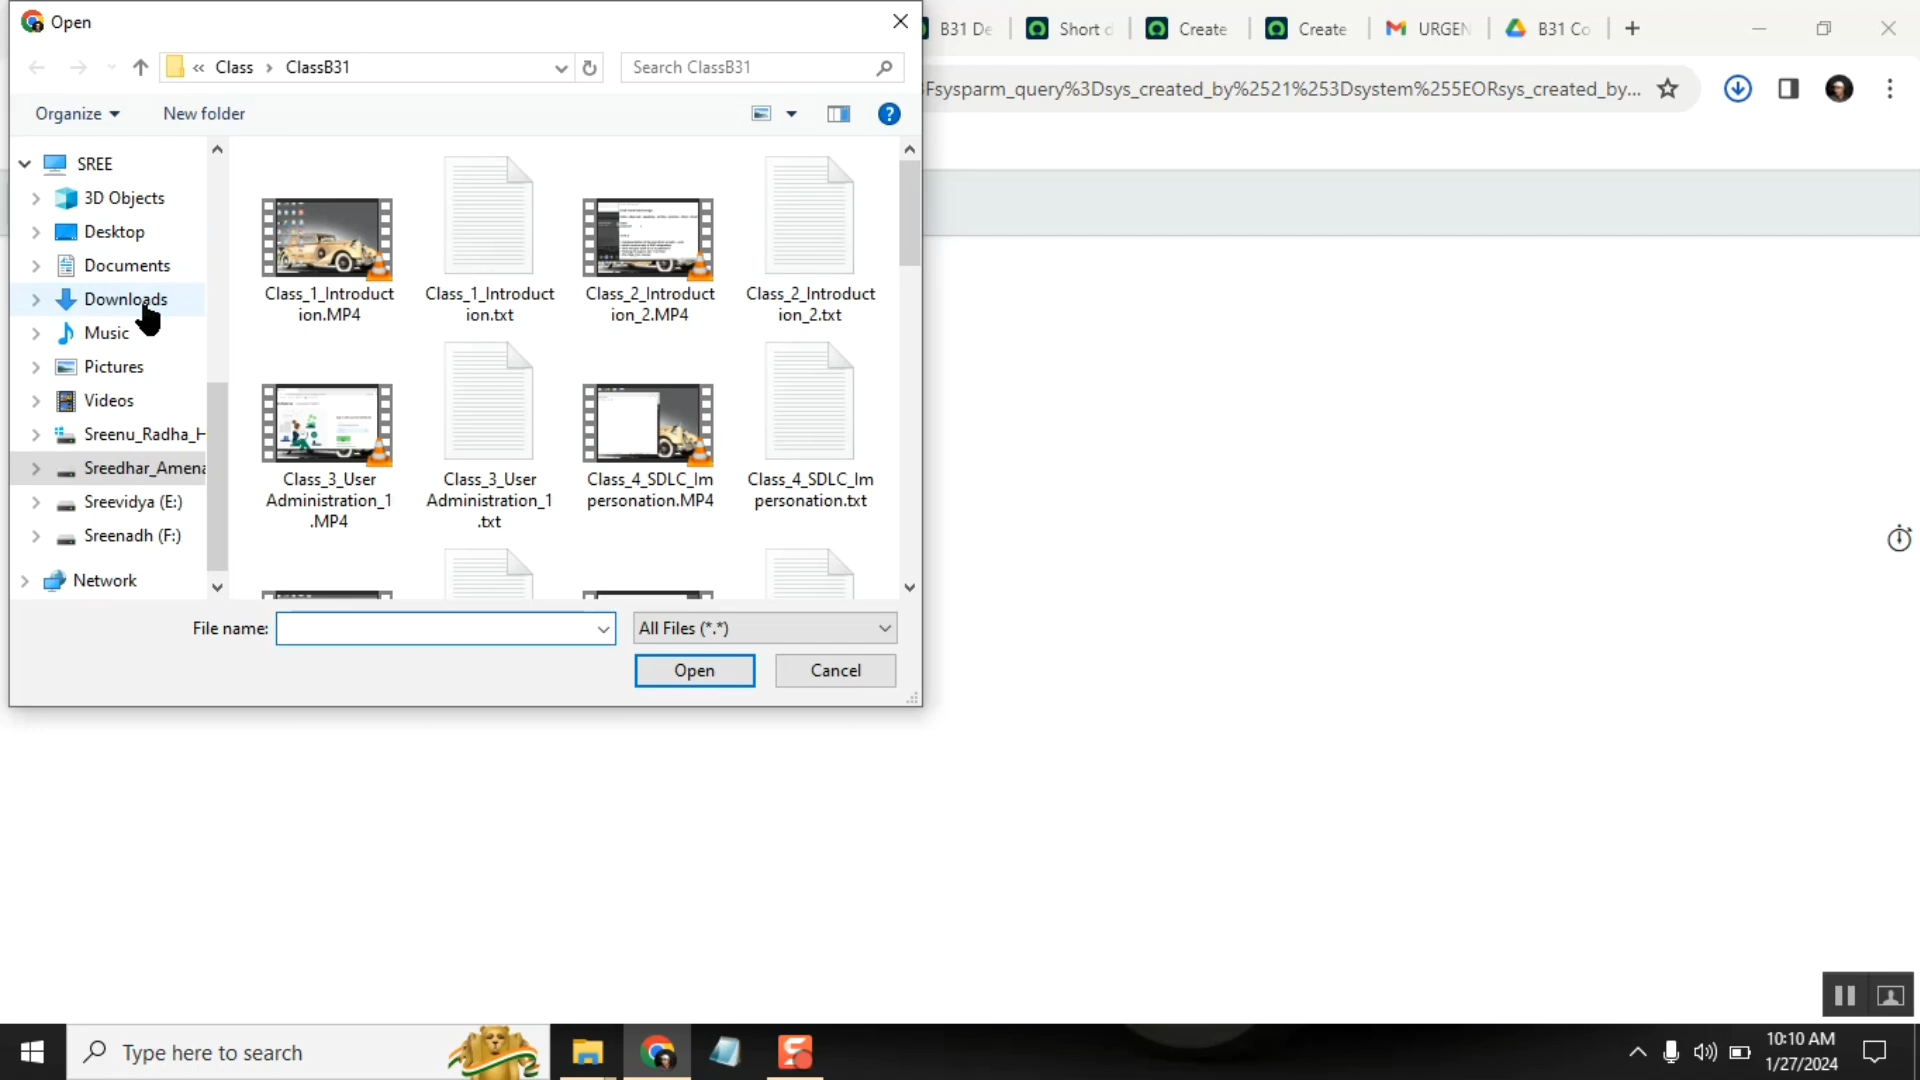 Open
B31 De
Short c
Create
Create
URGEN
B31 Co
« Class › ClassB31
Search ClassB31
Fsysparm_query%3Dsys_created_by%2521%253Dsystem%255EORsys_created_by...
Organize
New folder
SREE
3D Objects
Desktop
Documents
Downloads
Music
Pictures
Videos
Sreenu_Radha_H
Sreedhar_Amena
Sreevidya (E:)
Sreenadh (F:)
Network
Class_1_Introduct
ion.MP4
Class_1_Introduct
ion.txt
Class_2_Introduct
ion_2.MP4
Class_2_Introduct
ion_2.txt
Class_3_User
Administration_1
.MP4
Class_3_User
Administration_1
.txt
Class_4_SDLC_Im
personation.MP4
Class_4_SDLC_Im
personation.txt
File name:
All Files (*.*)
Open
Cancel
Type here to search
10:10 AM
1/27/2024